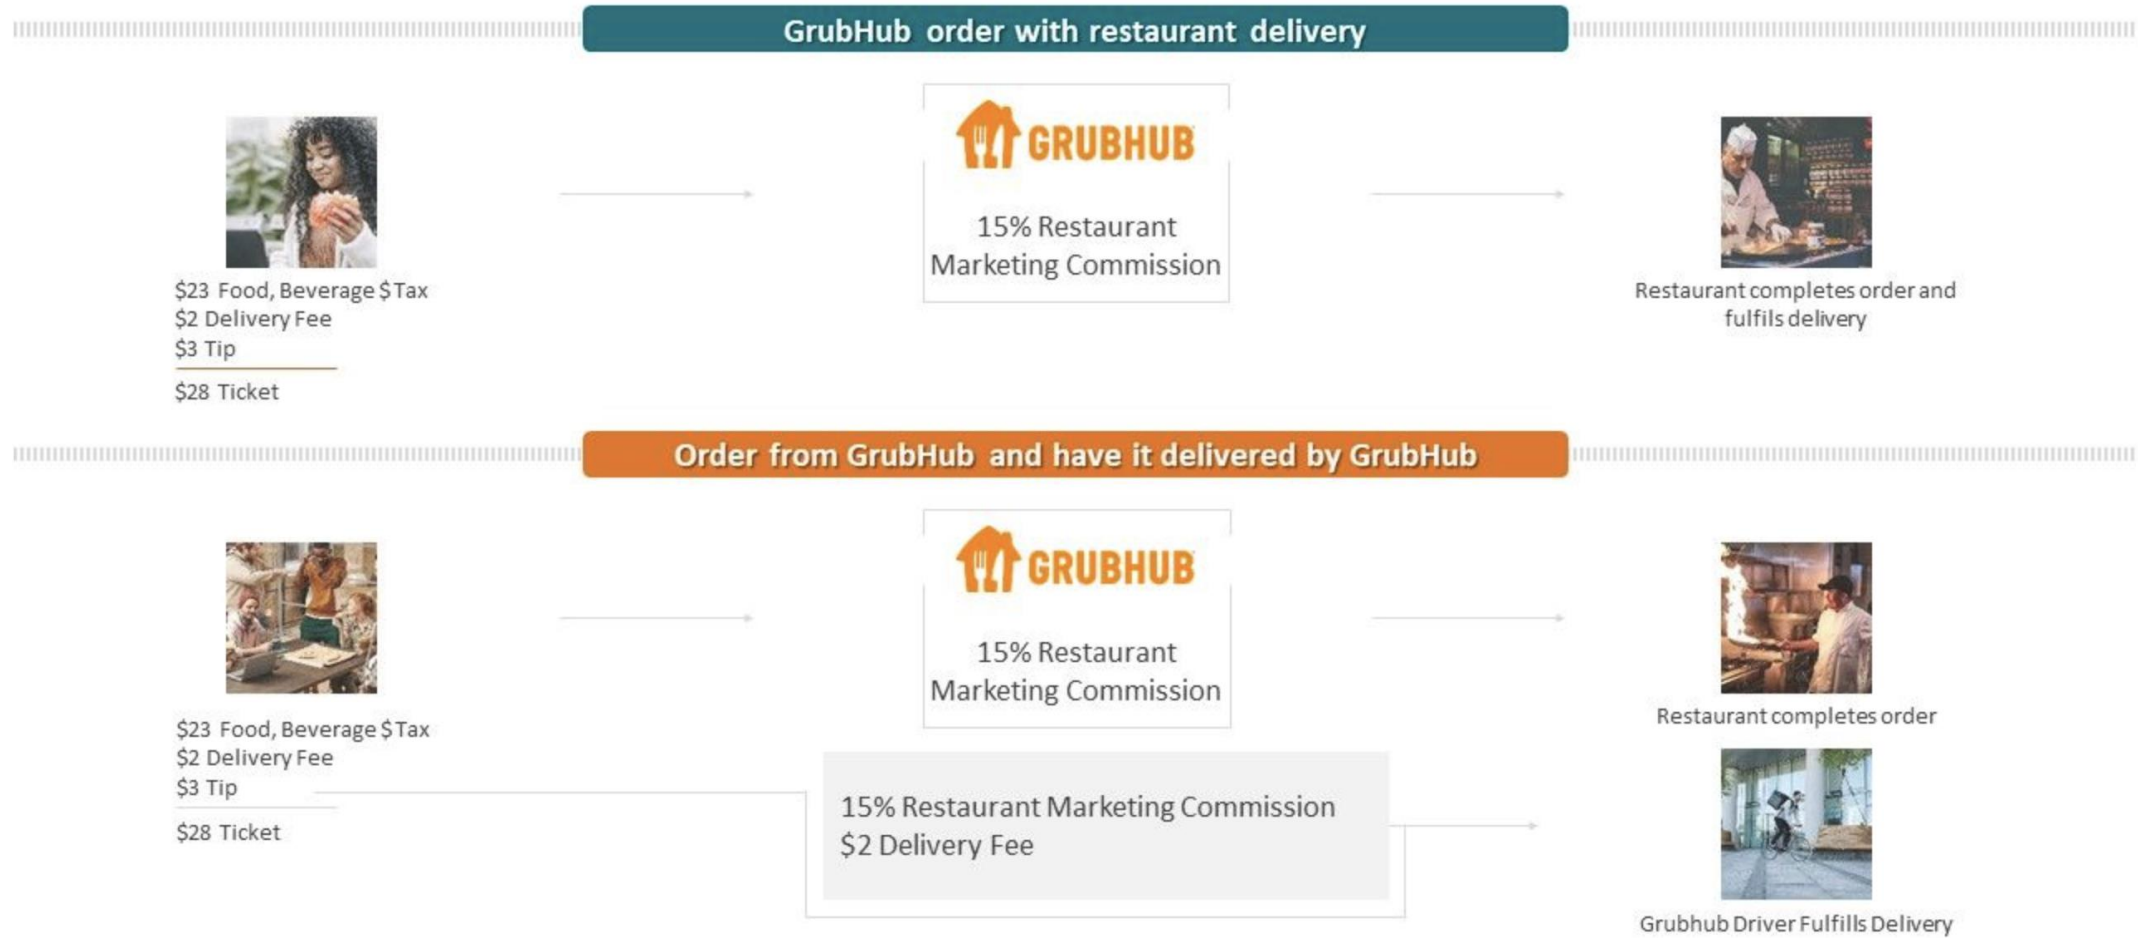 GrubHub order with restaurant delivery
GRUBHUB
15% Restaurant
Marketing Commission
$23 Food, Beverage $Tax
$2 Delivery Fee
$3 Tip
$28 Ticket
Restaurant completes order and
fulfils delivery
Order from GrubHub and have it delivered by GrubHub
GRUBHUB
15% Restaurant
Marketing Commission
$23 Food, Beverage $Tax
$2 Delivery Fee
$3 Tip
$28 Ticket
15% Restaurant Marketing Commission
$2 Delivery Fee
Restaurant completes order
Grubhub Driver Fulfills Delivery